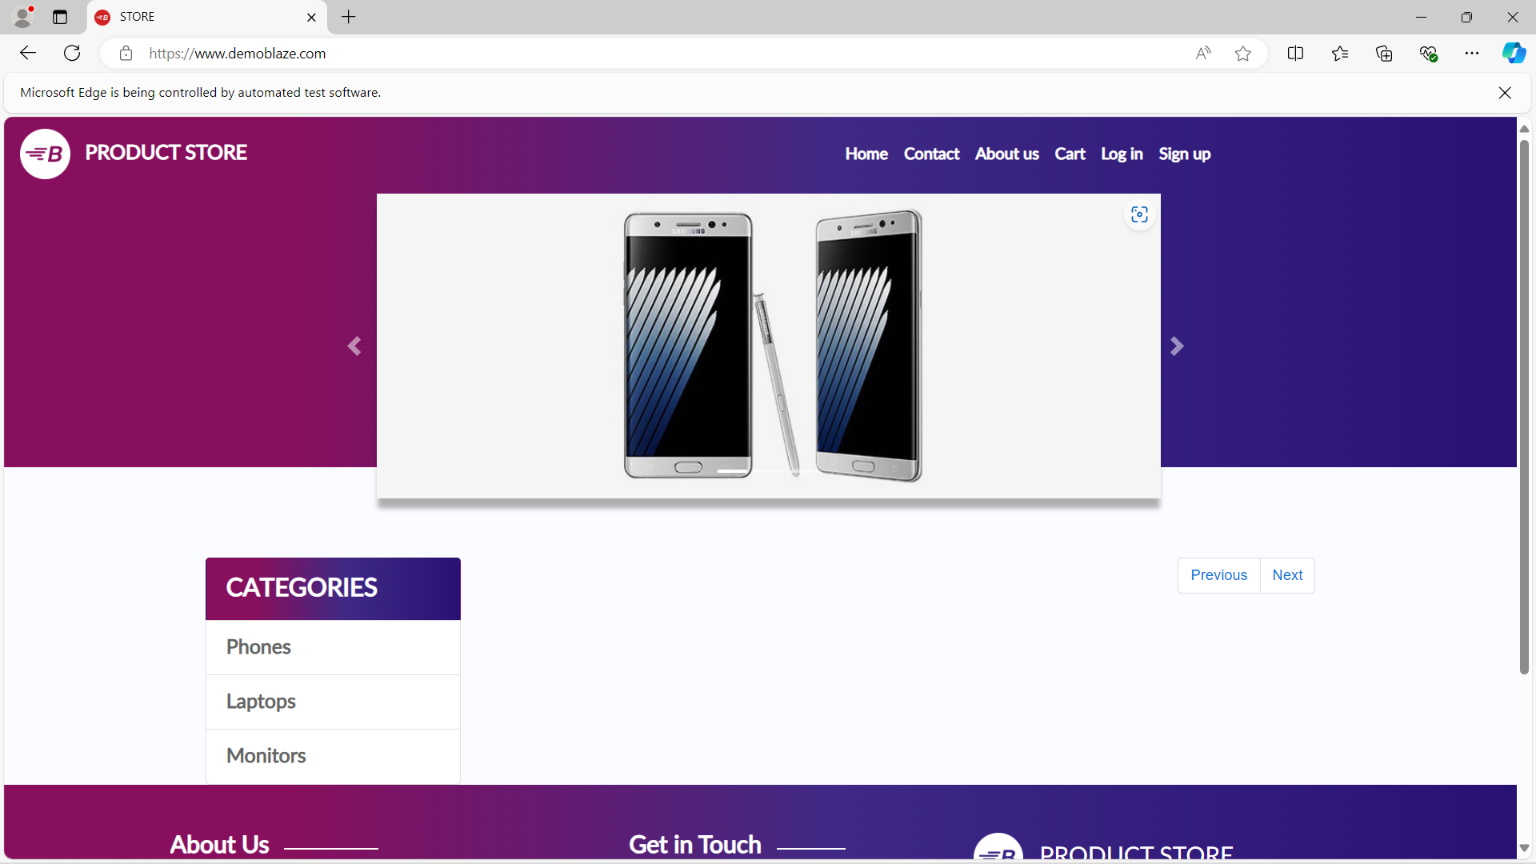 STORE
https://www.demoblaze.com
Microsoft Edge is being controlled by automated test software.
B PRODUCT STORE
Home Contact About us Cart Log in Sign up
SAMSUNG
CATEGORIES
Previous Next
Phones
Laptops
Monitors
About Us
Get in Touch
B PRODUCT STORE